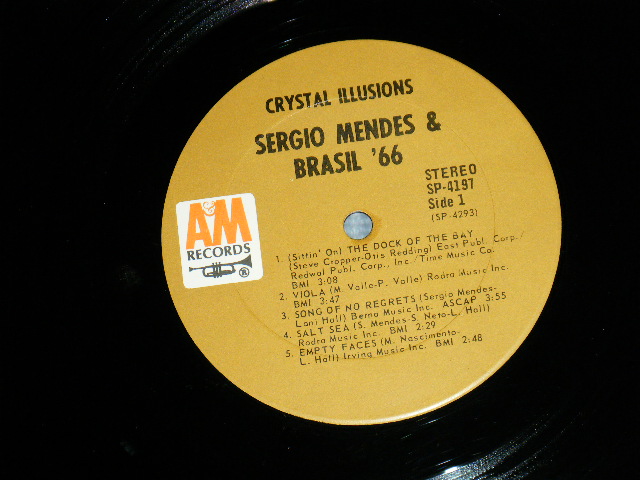 CRYSTAL ILLUSIONS
SERGIO MENDES &
BRASIL '66
STEREO
SP-4197
Side 1
(SP-4293)
A&M
RECORDS
®
1. (Sittin' On) THE DOCK OF THE BAY
(Steve Cropper-Otis Redding) East Publ. Corp./
Redwal Publ. Corp., Inc./Time Music Co.
BMI 3:08
2. VIOLA (M. Valle-P. Valle) Rodra Music Inc.
BMI 3:47
3. SONG OF NO REGRETS (Sergio Mendes-
Lani Hall) Berna Music Inc. ASCAP 3:55
4. SALT SEA (S. Mendes-S. Neto-L. Hall)
Rodra Music Inc. BMI 2:29
5. EMPTY FACES (M. Nascimento-
L. Hall) Irving Music Inc. BMI 2:48